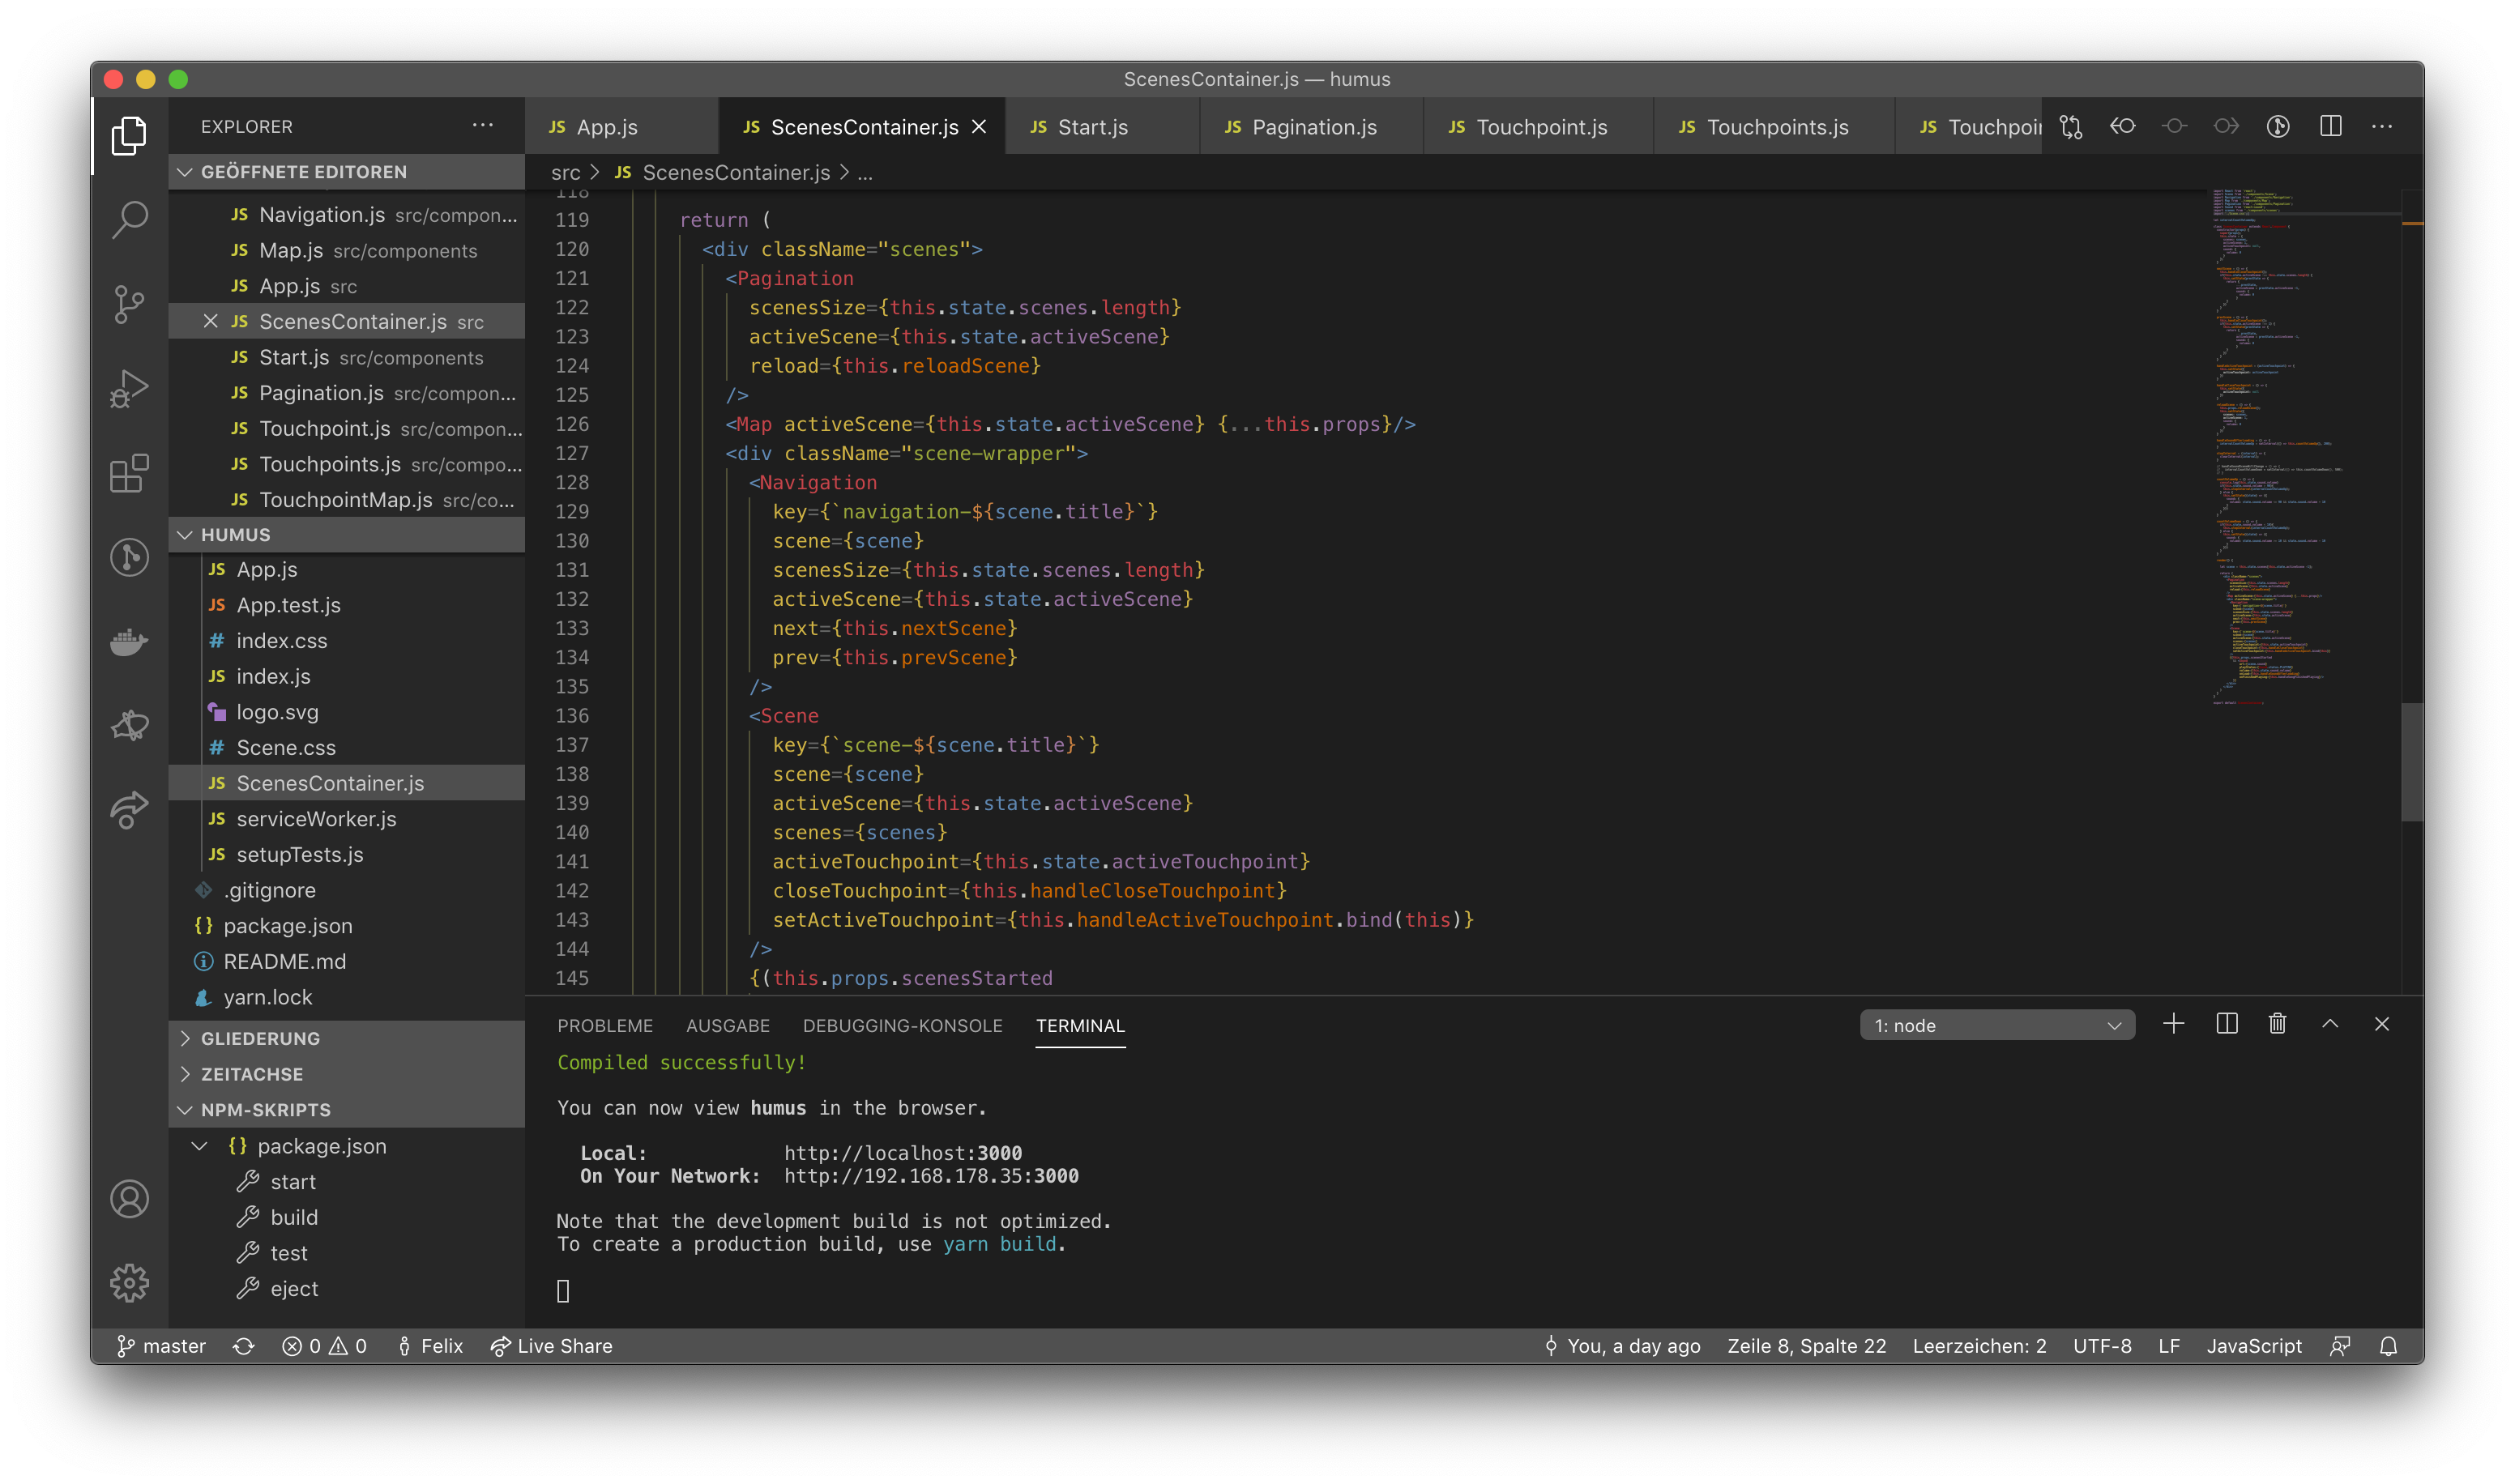 ScenesContainer.js — humus
EXPLORER
GEÖFFNETE EDITOREN
JS Navigation.js src/compon...
JS Map.js src/components
JS App.js src
JS ScenesContainer.js src
JS Start.js src/components
JS Pagination.js src/compon...
JS Touchpoint.js src/compon...
JS Touchpoints.js src/compo...
JS TouchpointMap.js src/co...
HUMUS
JS App.js
JS App.test.js
# index.css
JS index.js
logo.svg
# Scene.css
JS ScenesContainer.js
JS serviceWorker.js
JS setupTests.js
.gitignore
{} package.json
README.md
yarn.lock
GLIEDERUNG
ZEITACHSE
NPM-SKRIPTS
{} package.json
start
build
test
eject
JS App.js JS ScenesContainer.js JS Start.js JS Pagination.js JS Touchpoint.js JS Touchpoints.js JS Touchpoin
src > JS ScenesContainer.js > ...
118
119 return (
120 <div className="scenes">
121 <Pagination
122 scenesSize={this.state.scenes.length}
123 activeScene={this.state.activeScene}
124 reload={this.reloadScene}
125 />
126 <Map activeScene={this.state.activeScene} {...this.props}/>
127 <div className="scene-wrapper">
128 <Navigation
129 key={`navigation-${scene.title}`}
130 scene={scene}
131 scenesSize={this.state.scenes.length}
132 activeScene={this.state.activeScene}
133 next={this.nextScene}
134 prev={this.prevScene}
135 />
136 <Scene
137 key={`scene-${scene.title}`}
138 scene={scene}
139 activeScene={this.state.activeScene}
140 scenes={scenes}
141 activeTouchpoint={this.state.activeTouchpoint}
142 closeTouchpoint={this.handleCloseTouchpoint}
143 setActiveTouchpoint={this.handleActiveTouchpoint.bind(this)}
144 />
145 {(this.props.scenesStarted
PROBLEME AUSGABE DEBUGGING-KONSOLE TERMINAL 1: node
Compiled successfully!
You can now view humus in the browser.
Local: http://localhost:3000
On Your Network: http://192.168.178.35:3000
Note that the development build is not optimized.
To create a production build, use yarn build.
master 0 0 Felix Live Share You, a day ago Zeile 8, Spalte 22 Leerzeichen: 2 UTF-8 LF JavaScript